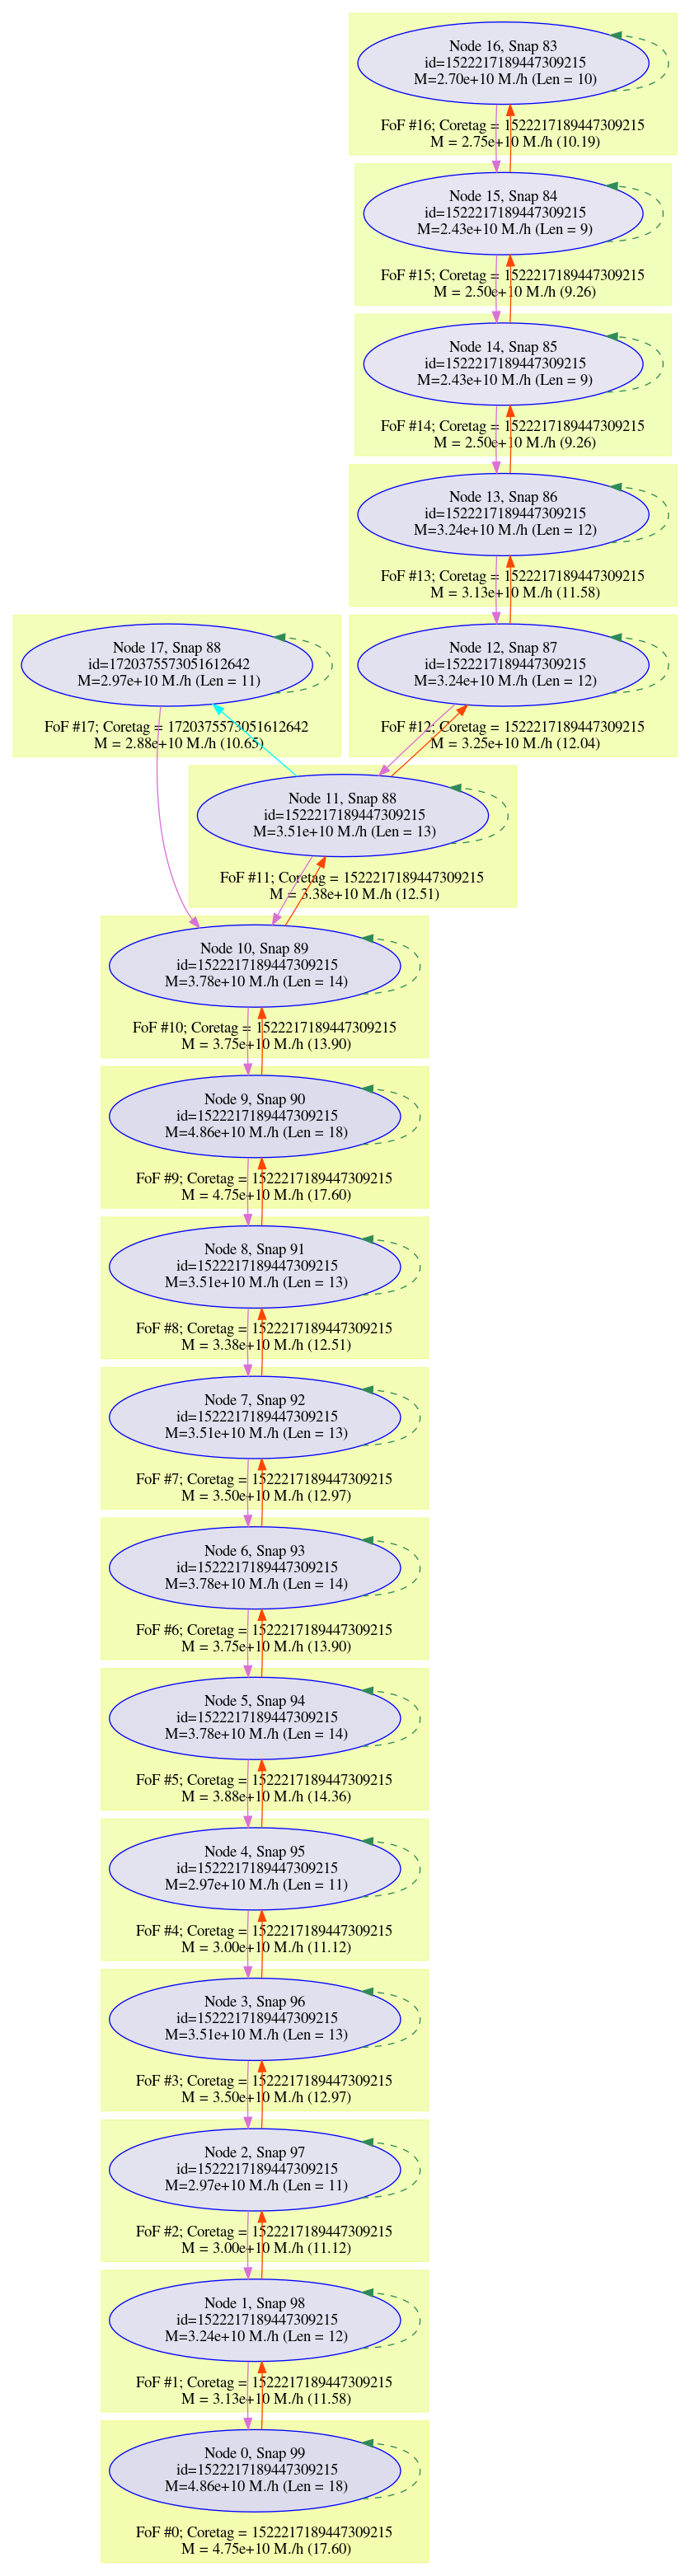 Node 16, Snap 83
id=1522217189447309215
M=2.70e+10 M./h (Len = 10)
FoF #16; Coretag = 1522217189447309215
M = 2.75e+10 M./h (10.19)
Node 15, Snap 84
id=1522217189447309215
M=2.43e+10 M./h (Len = 9)
FoF #15; Coretag = 1522217189447309215
M = 2.50e+10 M./h (9.26)
Node 14, Snap 85
id=1522217189447309215
M=2.43e+10 M./h (Len = 9)
FoF #14; Coretag = 1522217189447309215
M = 2.50e+10 M./h (9.26)
Node 13, Snap 86
id=1522217189447309215
M=3.24e+10 M./h (Len = 12)
FoF #13; Coretag = 1522217189447309215
M = 3.13e+10 M./h (11.58)
Node 17, Snap 88
id=1720375573051612642
M=2.97e+10 M./h (Len = 11)
FoF #17; Coretag = 1720375573051612642
M = 2.88e+10 M./h (10.65)
Node 12, Snap 87
id=1522217189447309215
M=3.24e+10 M./h (Len = 12)
FoF #12; Coretag = 1522217189447309215
M = 3.25e+10 M./h (12.04)
Node 11, Snap 88
id=1522217189447309215
M=3.51e+10 M./h (Len = 13)
FoF #11; Coretag = 1522217189447309215
M = 3.38e+10 M./h (12.51)
Node 10, Snap 89
id=1522217189447309215
M=3.78e+10 M./h (Len = 14)
FoF #10; Coretag = 1522217189447309215
M = 3.75e+10 M./h (13.90)
Node 9, Snap 90
id=1522217189447309215
M=4.86e+10 M./h (Len = 18)
FoF #9; Coretag = 1522217189447309215
M = 4.75e+10 M./h (17.60)
Node 8, Snap 91
id=1522217189447309215
M=3.51e+10 M./h (Len = 13)
FoF #8; Coretag = 1522217189447309215
M = 3.38e+10 M./h (12.51)
Node 7, Snap 92
id=1522217189447309215
M=3.51e+10 M./h (Len = 13)
FoF #7; Coretag = 1522217189447309215
M = 3.50e+10 M./h (12.97)
Node 6, Snap 93
id=1522217189447309215
M=3.78e+10 M./h (Len = 14)
FoF #6; Coretag = 1522217189447309215
M = 3.75e+10 M./h (13.90)
Node 5, Snap 94
id=1522217189447309215
M=3.78e+10 M./h (Len = 14)
FoF #5; Coretag = 1522217189447309215
M = 3.88e+10 M./h (14.36)
Node 4, Snap 95
id=1522217189447309215
M=2.97e+10 M./h (Len = 11)
FoF #4; Coretag = 1522217189447309215
M = 3.00e+10 M./h (11.12)
Node 3, Snap 96
id=1522217189447309215
M=3.51e+10 M./h (Len = 13)
FoF #3; Coretag = 1522217189447309215
M = 3.50e+10 M./h (12.97)
Node 2, Snap 97
id=1522217189447309215
M=2.97e+10 M./h (Len = 11)
FoF #2; Coretag = 1522217189447309215
M = 3.00e+10 M./h (11.12)
Node 1, Snap 98
id=1522217189447309215
M=3.24e+10 M./h (Len = 12)
FoF #1; Coretag = 1522217189447309215
M = 3.13e+10 M./h (11.58)
Node 0, Snap 99
id=1522217189447309215
M=4.86e+10 M./h (Len = 18)
FoF #0; Coretag = 1522217189447309215
M = 4.75e+10 M./h (17.60)